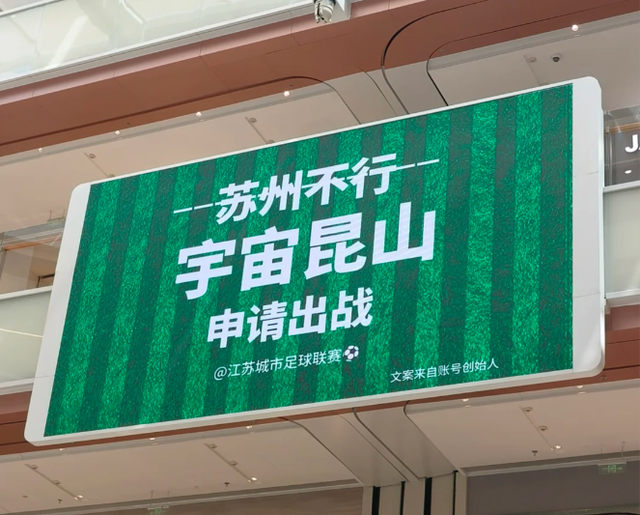 苏州不行
宇宙昆山
申请出战
@江苏城市足球联赛⚽
文案来自账号创始人
J